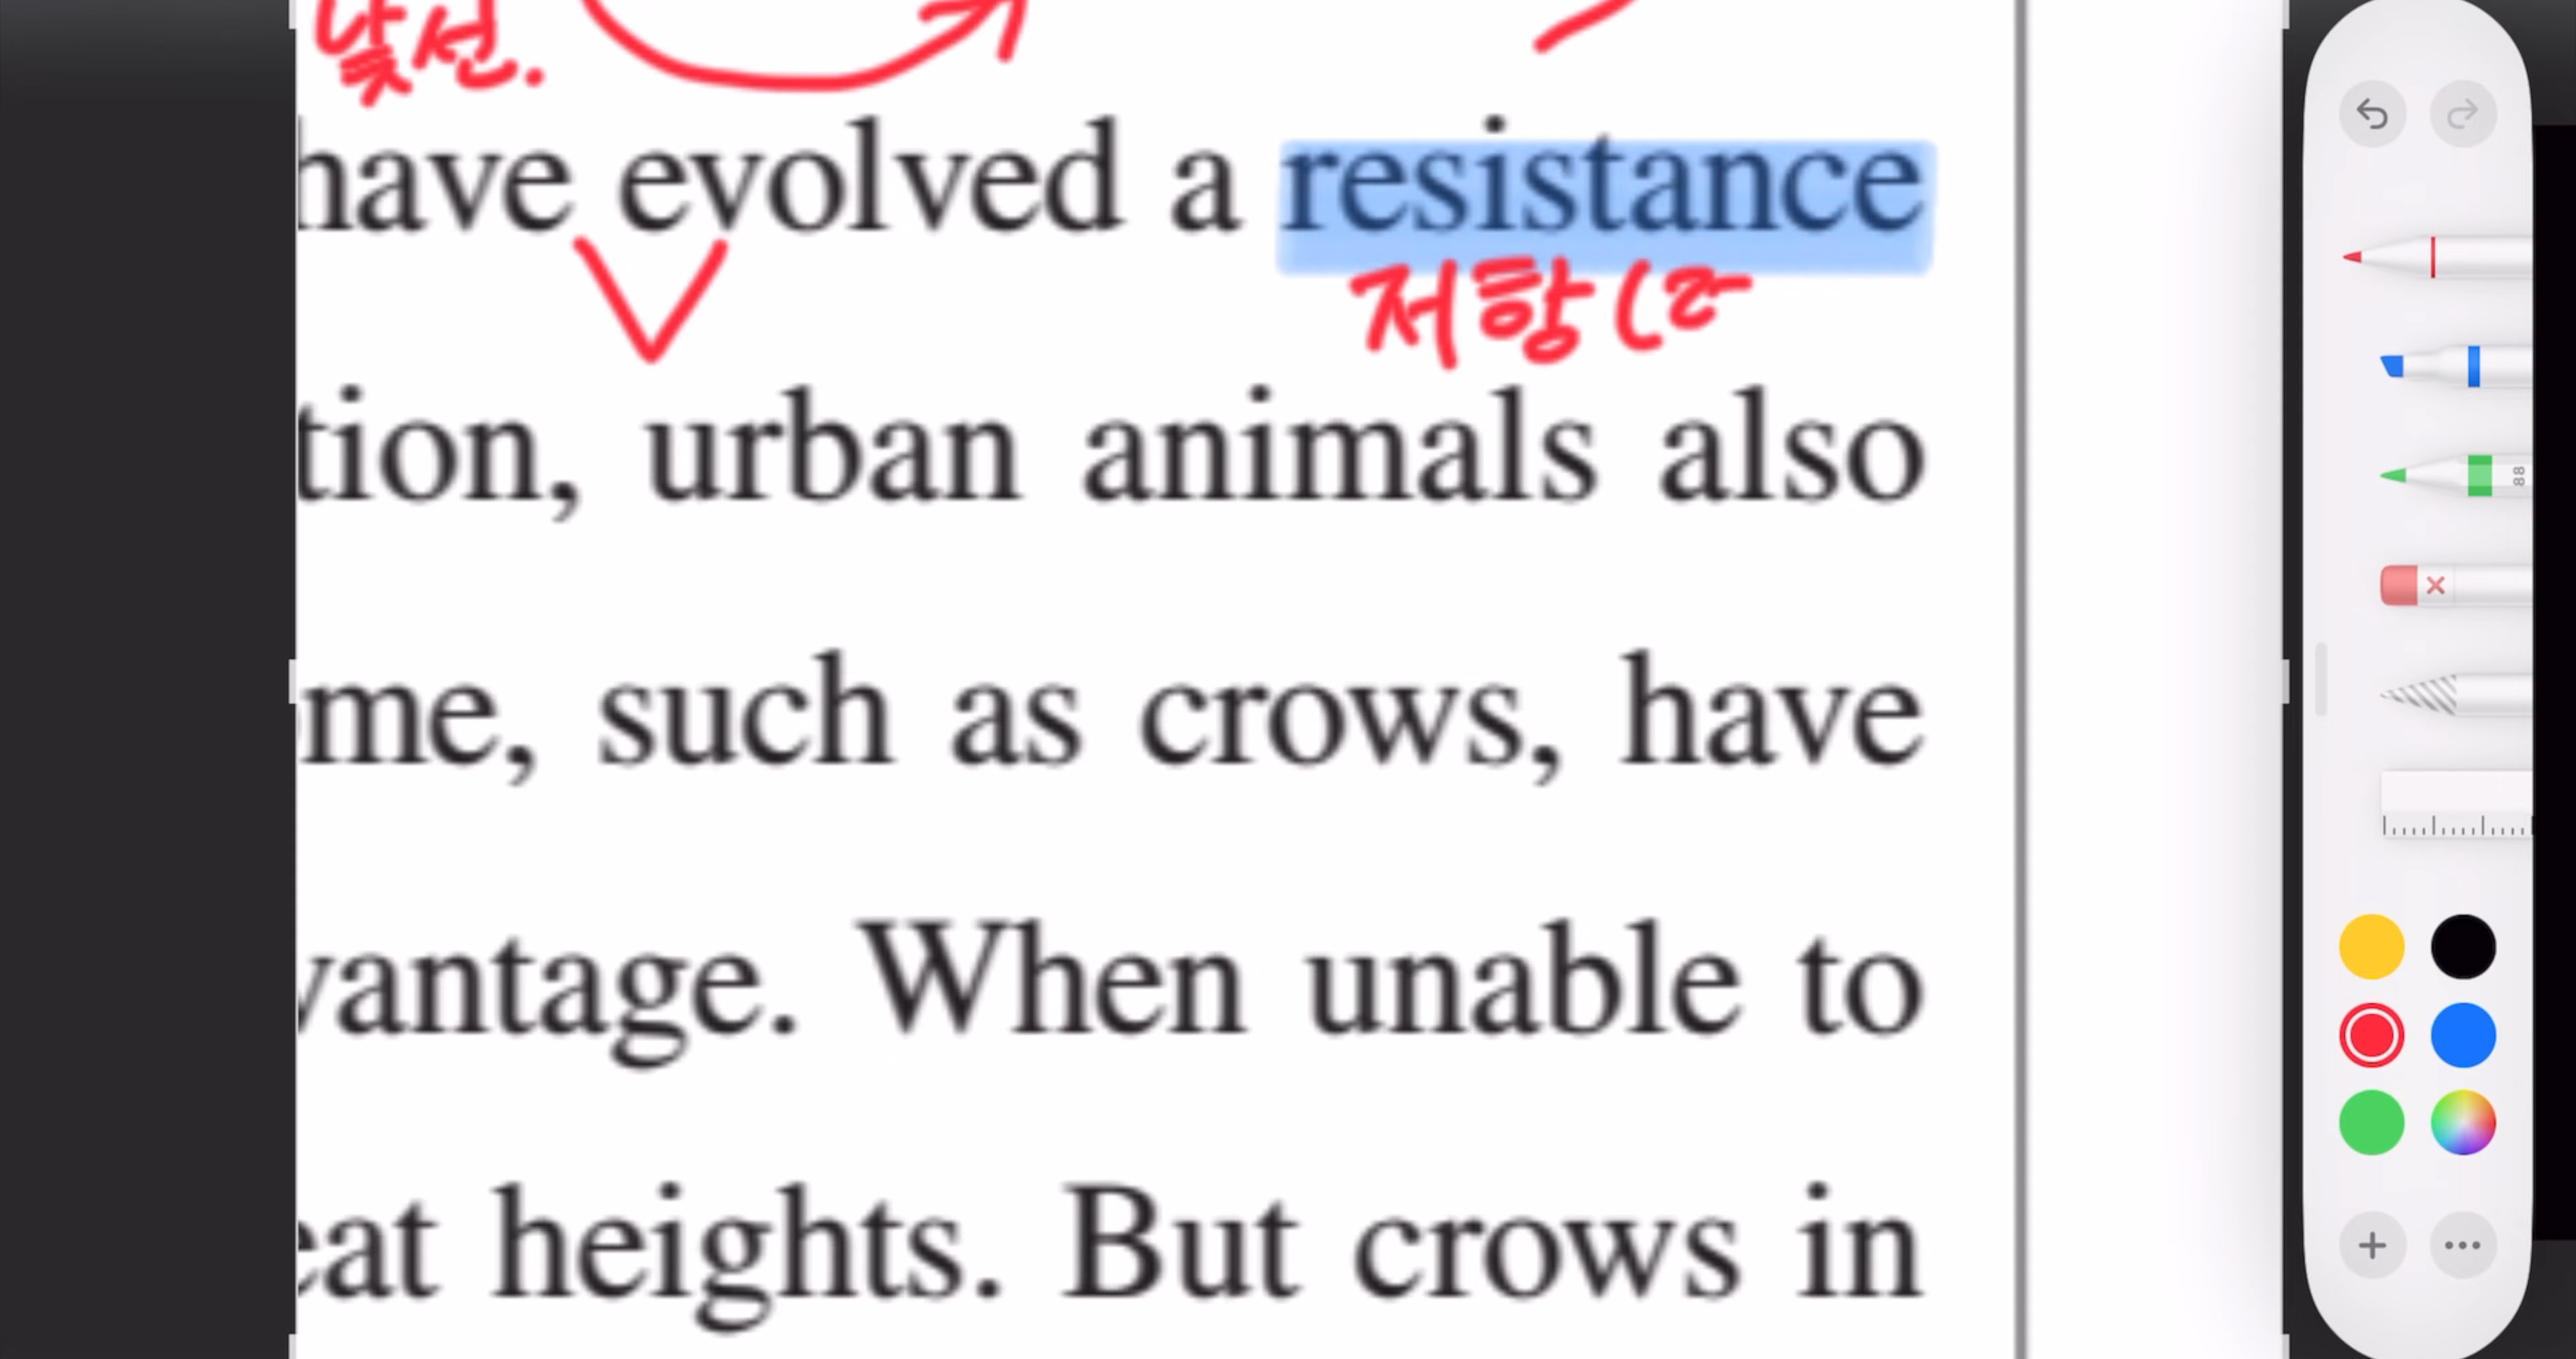 낯선.
have evolved a resistance
저항(
tion, urban animals also
me, such as crows, have
vantage. When unable to
eat heights. But crows in
88